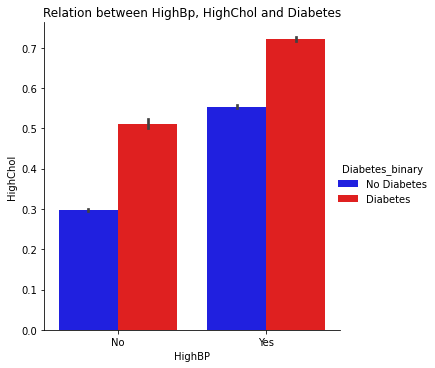 Relation between HighBp, HighChol and Diabetes
0.7
0.6
0.5
0.4
0.3
0.2
0.1
0.0
HighChol
No
Yes
HighBP
Diabetes_binary
No Diabetes
Diabetes